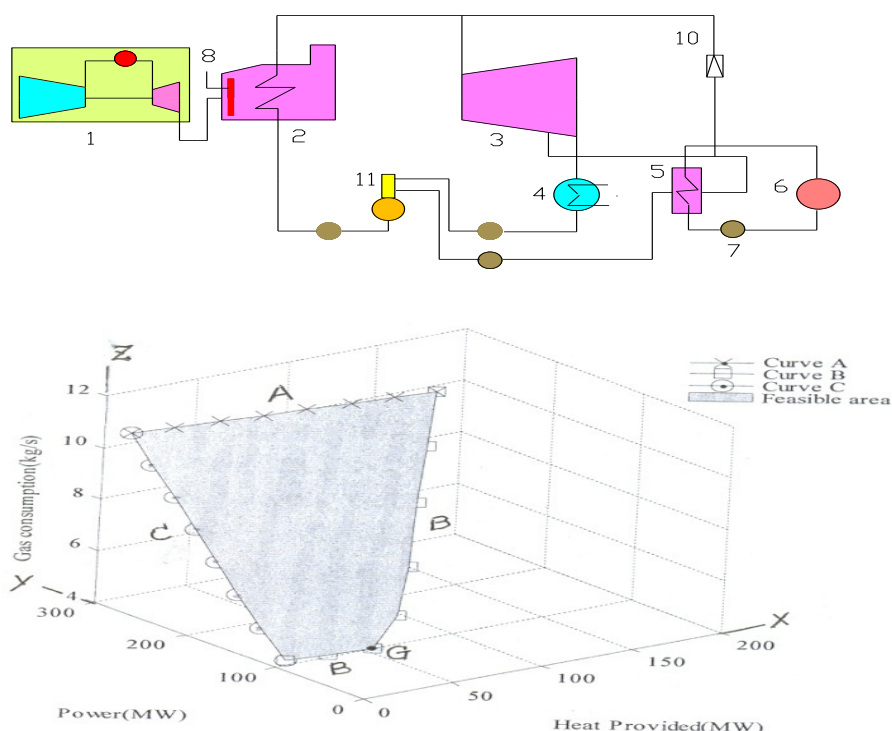 10
8
1
2
3
11
4
5
6
7
Z
12
A
Curve A
Curve B
Curve C
Feasible area
10
Gas consumption(kg/s)
8
C
B
6
Y
4
300
X
200
200
G
150
B
100
100
50
0
0
Power(MW)
Heat Provided(MW)